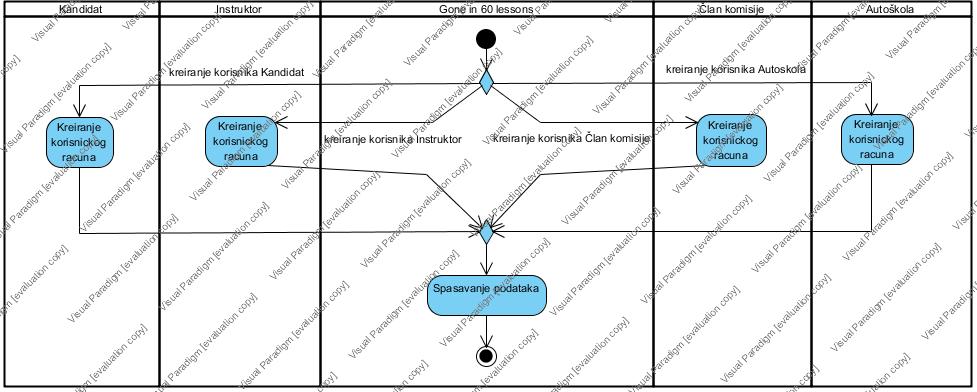 Kandidat
Instruktor
Gone in 60 lessons
Član komisije
Autoškola
kreiranje korisnika Kandidat
kreiranje korisnika Autoskola
Kreiranje
korisnickog
racuna
Kreiranje
korisnickog
racuna
kreiranje korisnika Instruktor
kreiranje korisnika Član komisije
Kreiranje
korisnickog
racuna
Kreiranje
korisnickog
racuna
Spasavanje podataka
Visual Paradigm [evaluation copy]